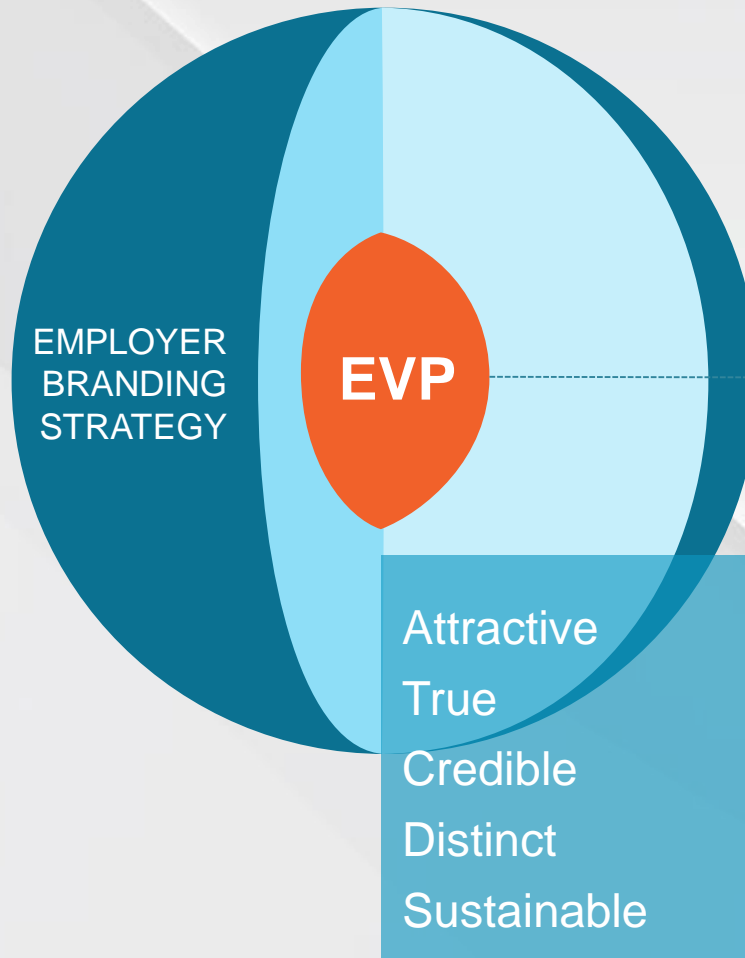 EMPLOYER
BRANDING
STRATEGY
EVP
Attractive
True
Credible
Distinct
Sustainable